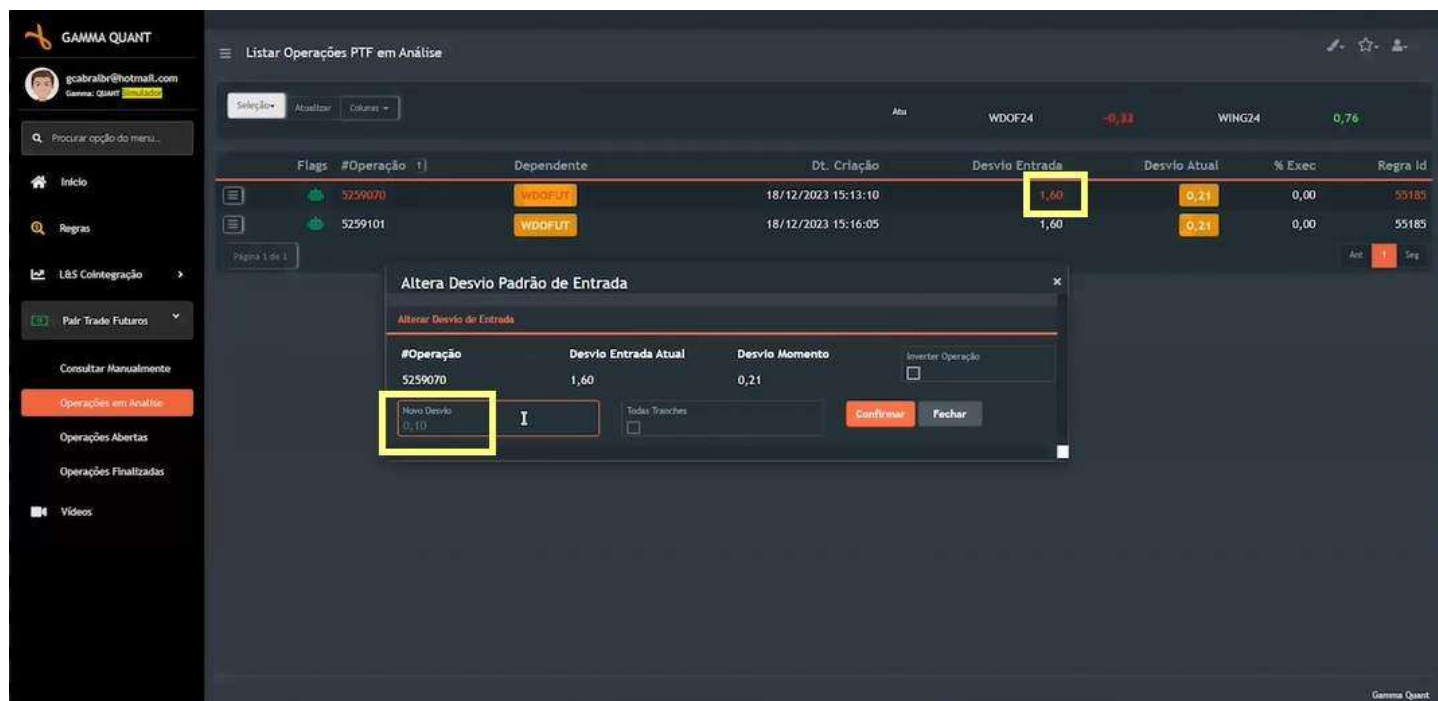 GAMMA QUANT
gcabralbr@hotmail.com
Gamma: QUANT Simulador
Procurar opção do menu...
Início
Regras
L&S Cointegração
Pair Trade Futuros
Consultar Manualmente
Operações em Análise
Operações Abertas
Operações Finalizadas
Vídeos
Listar Operações PTF em Análise
Seleção Atualizar Colunas Atu WDOF24 -0,33 WING24 0,76
Flags #Operação 1 Dependente Dt. Criação Desvio Entrada Desvio Atual % Exec Regra Id
5259070 WDOFUT 18/12/2023 15:13:10 1,60 0,21 0,00 55185
5259101 WDOFUT 18/12/2023 15:16:05 1,60 0,21 0,00 55185
Página 1 de 1 Ant 1 Seg
Altera Desvio Padrão de Entrada ×
Alterar Desvio de Entrada
#Operação Desvio Entrada Atual Desvio Momento Inverter Operação
5259070 1,60 0,21
Novo Desvio Todas Tranches Confirmar Fechar
0,10
Gamma Quant